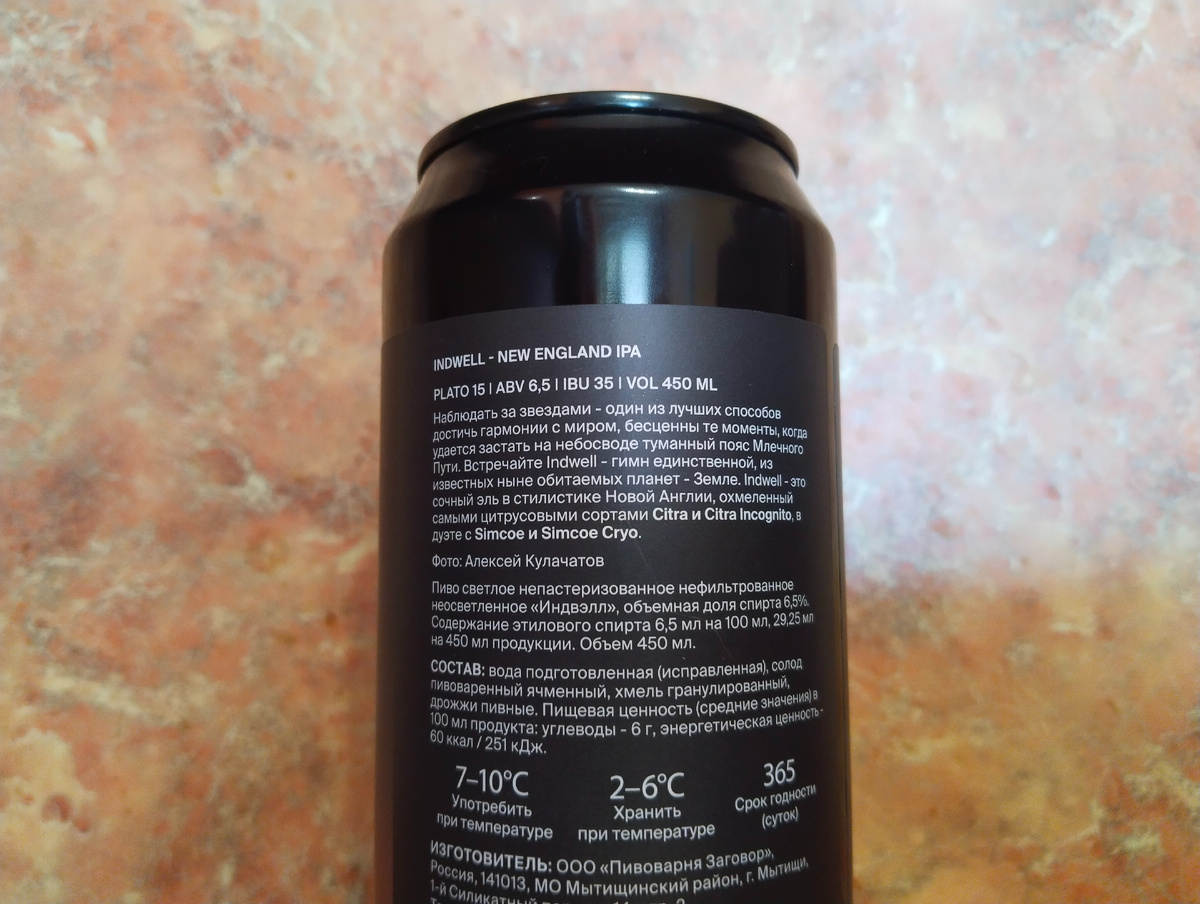 INDWELL - NEW ENGLAND IPA
PLATO 15 | ABV 6,5 | IBU 35 | VOL 450 ML
Наблюдать за звездами - один из лучших способов
достичь гармонии с миром, бесценны те моменты, когда
удается застать на небосводе туманный пояс Млечного
Пути. Встречайте Indwell - гимн единственной, из
известных ныне обитаемых планет - Земле. Indwell - это
сочный эль в стилистике Новой Англии, охмеленный
самыми цитрусовыми сортами Citra и Citra Incognito, в
дуэте с Simcoe и Simcoe Cryo.
Фото: Алексей Кулачатов
Пиво светлое непастеризованное нефильтрованное
неосветленное «Индвэлл», объемная доля спирта 6,5%.
Содержание этилового спирта 6,5 мл на 100 мл, 29,25 мл
на 450 мл продукции. Объем 450 мл.
СОСТАВ: вода подготовленная (исправленная), солод
пивоваренный ячменный, хмель гранулированный,
дрожжи пивные. Пищевая ценность (средние значения) в
100 мл продукта: углеводы - 6 г, энергетическая ценность -
60 ккал / 251 кДж.
7–10°C
Употребить
при температуре
2–6°C
Хранить
при температуре
365
Срок годности
(суток)
ИЗГОТОВИТЕЛЬ: ООО «Пивоварня Заговор»,
Россия, 141013, МО Мытищинский район, г. Мытищи,
1-й Силикатный